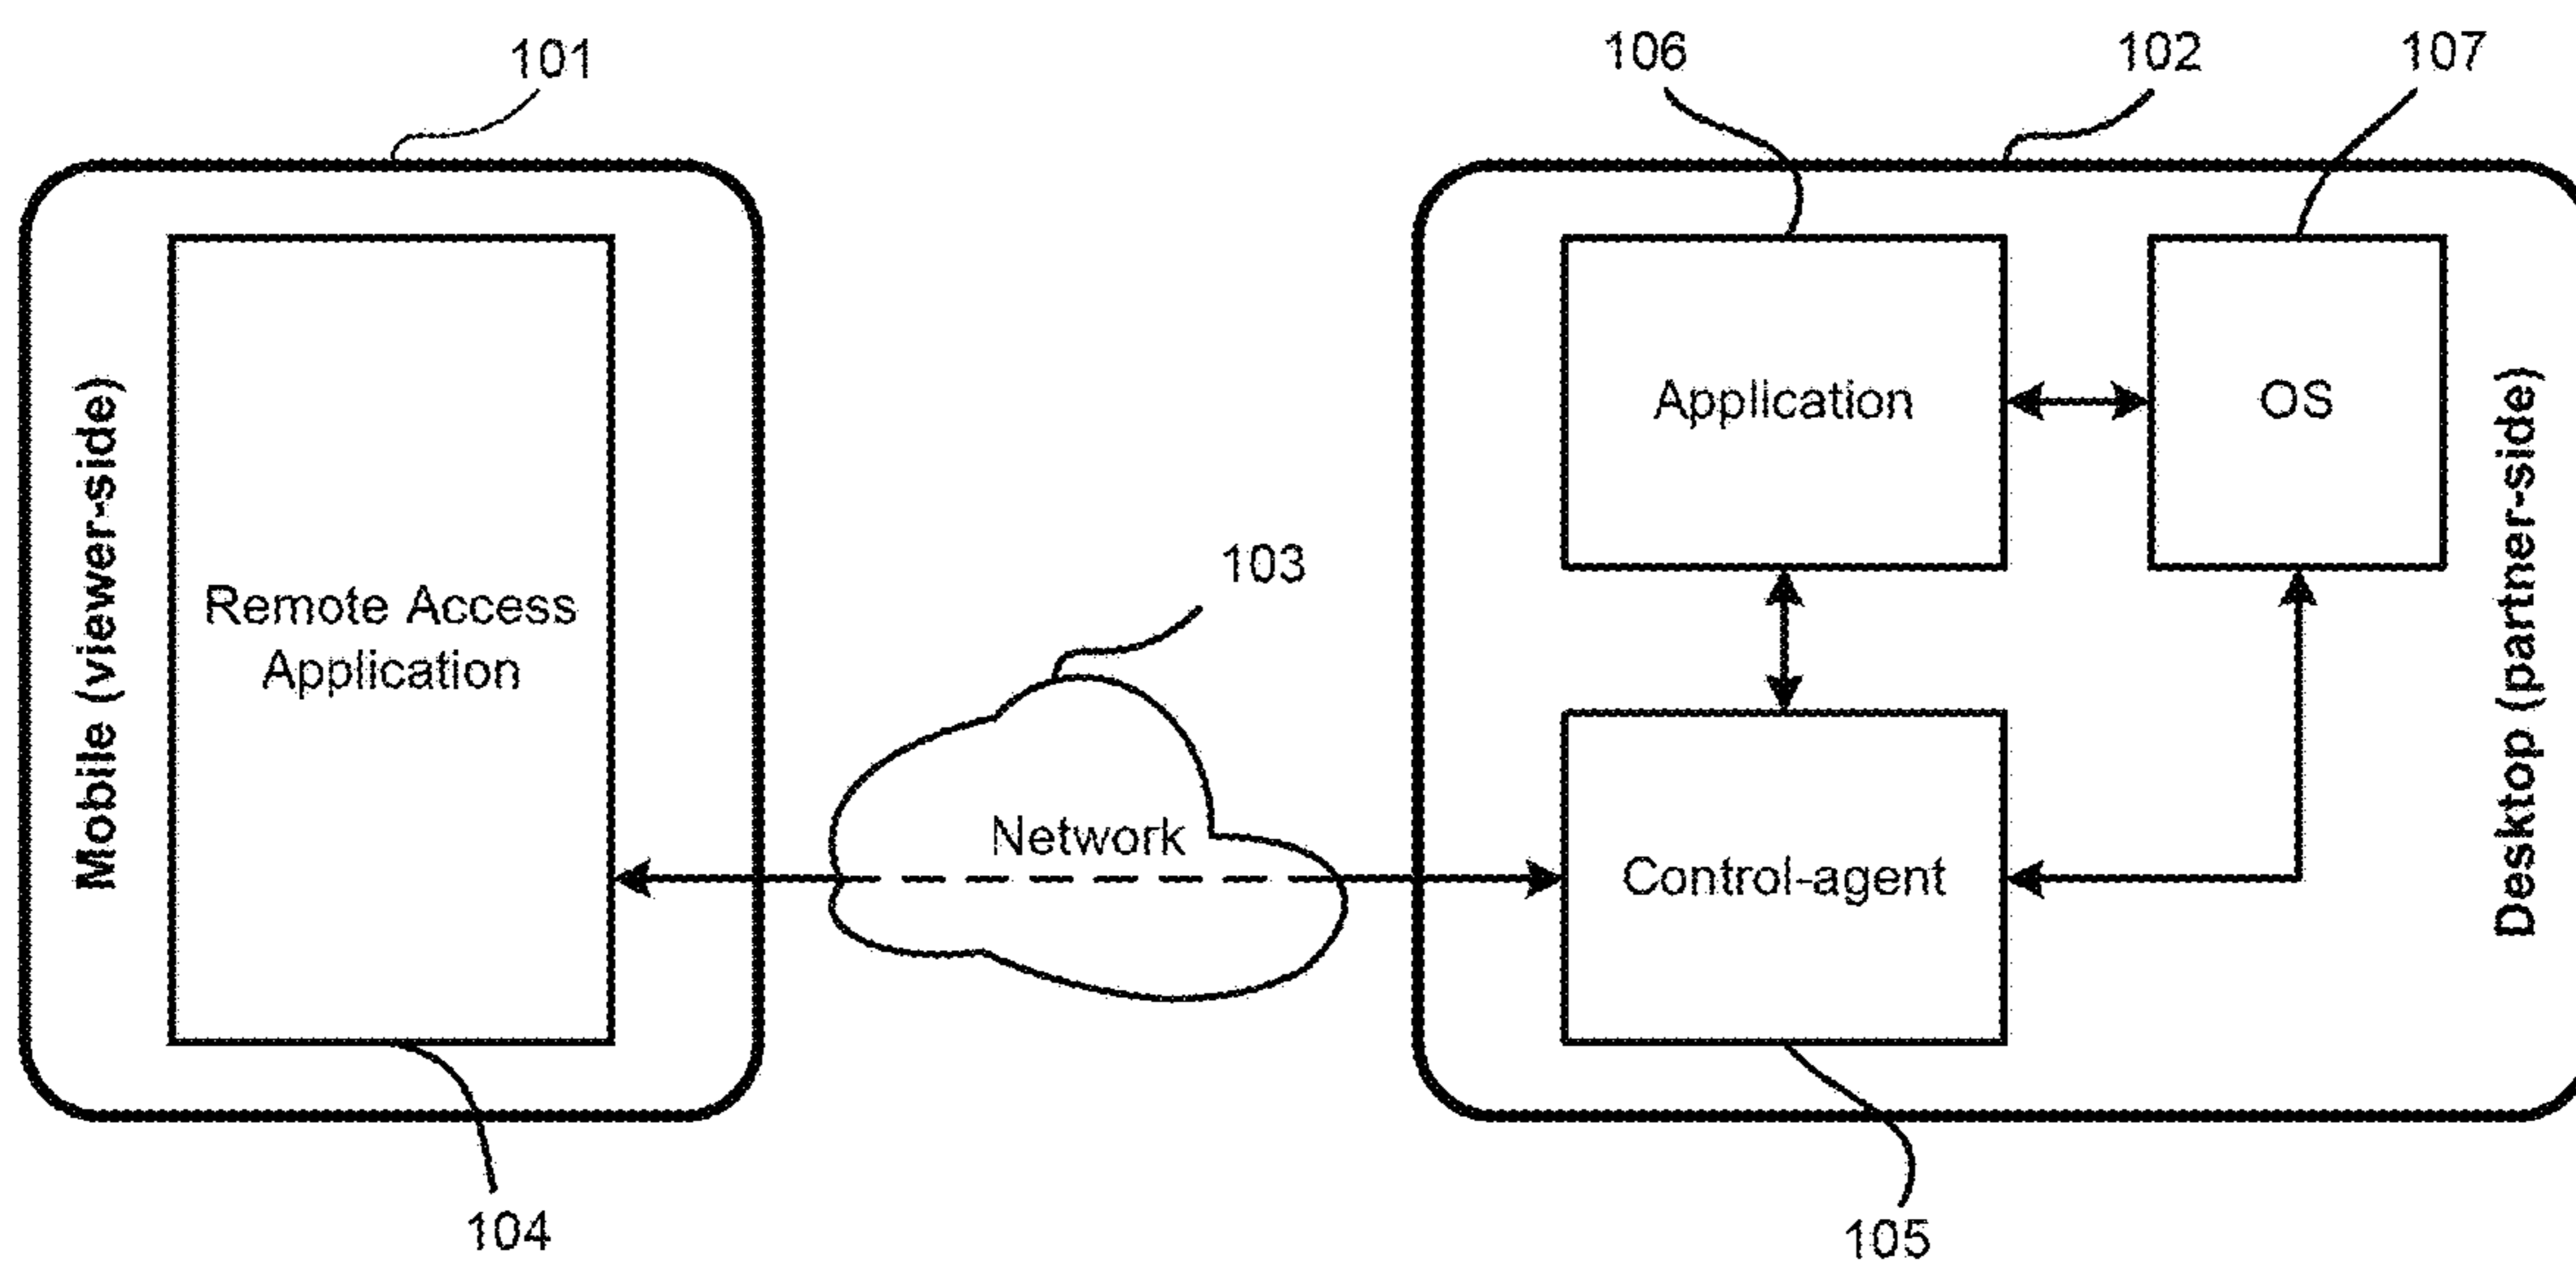 101
106
102
107
Mobile (viewer-side)
Remote Access
Application
103
Network
Application
OS
Control-agent
Desktop (partner-side)
104
105